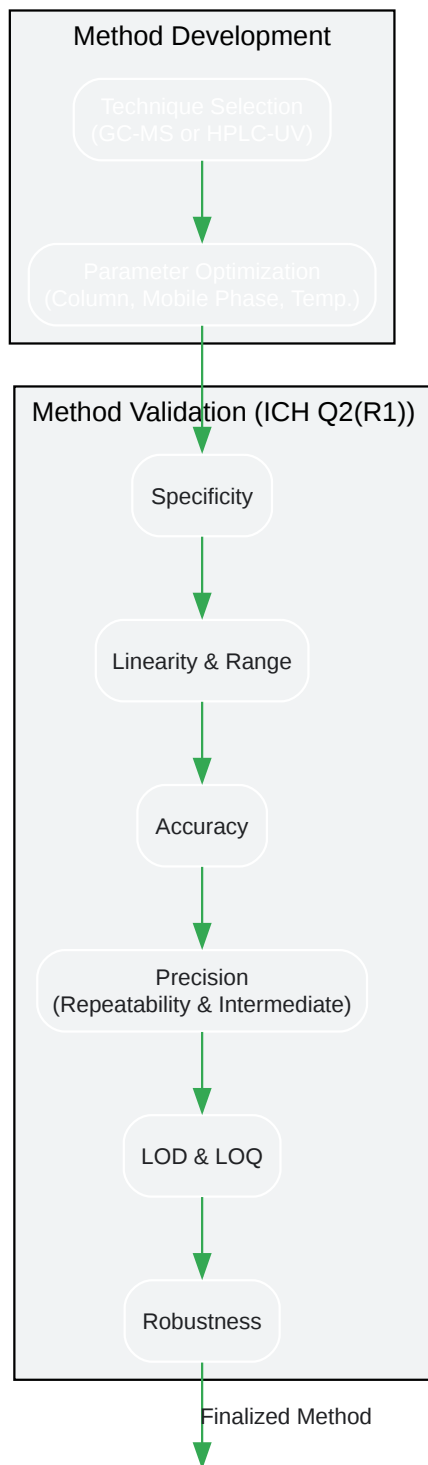 Method Development
Technique Selection
(GC-MS or HPLC-UV)
Parameter Optimization
(Column, Mobile Phase, Temp.)
Method Validation (ICH Q2(R1))
Specificity
Linearity & Range
Accuracy
Precision
(Repeatability & Intermediate)
LOD & LOQ
Robustness
Finalized Method